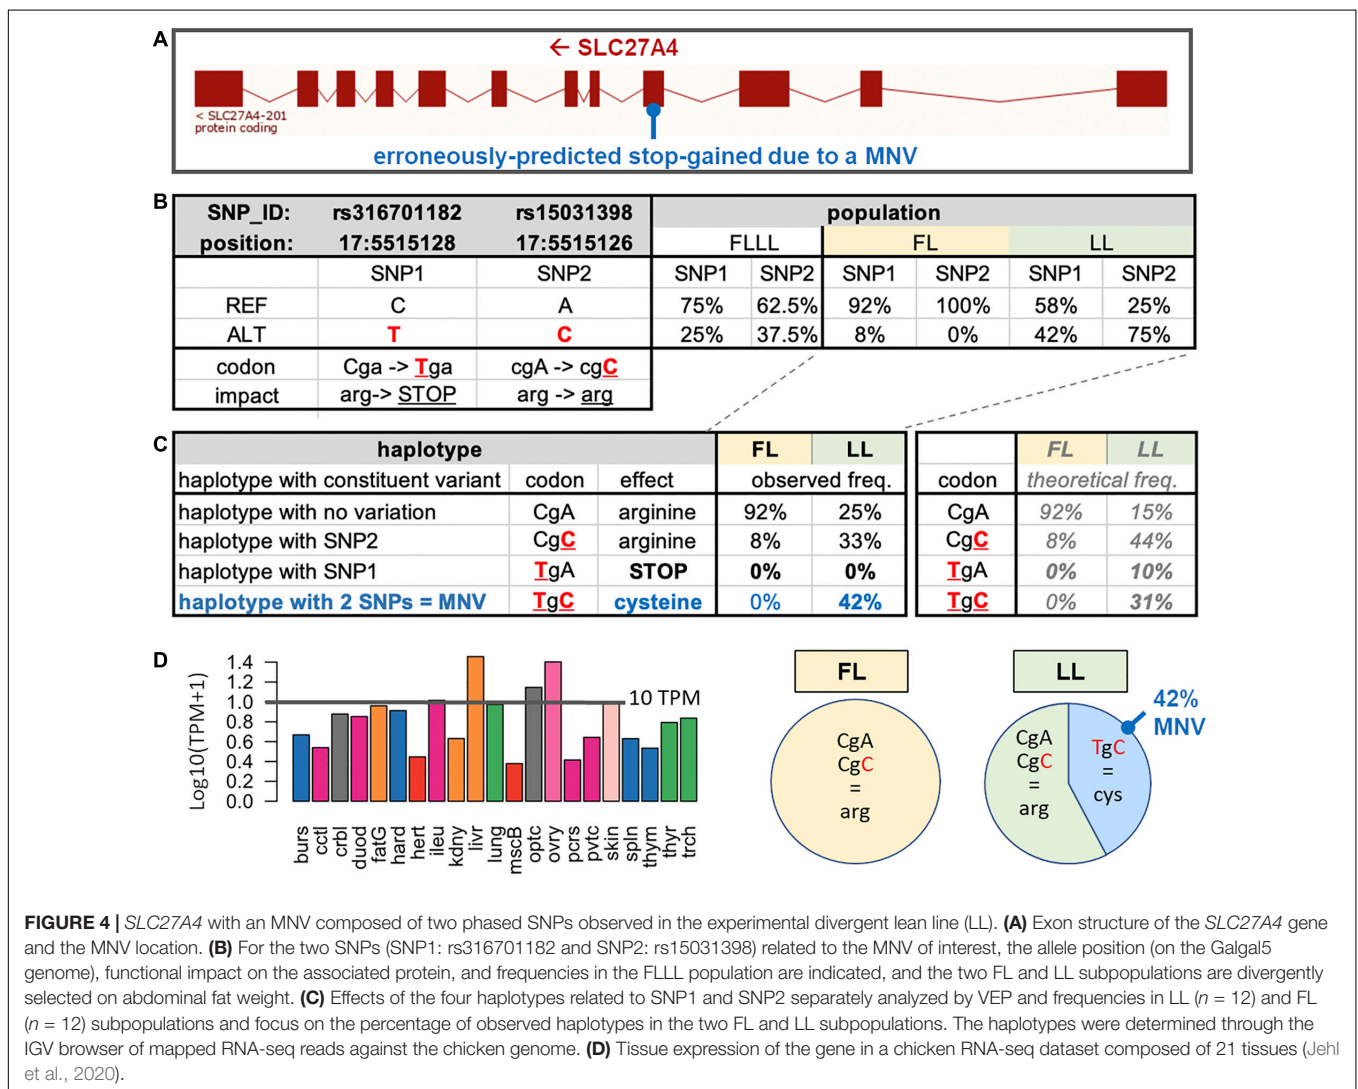 A
← SLC27A4
< SLC27A4-201
protein coding
erroneously-predicted stop-gained due to a MNV
B
SNP_ID: rs316701182 rs15031398 population
position: 17:5515128 17:5515126 FLLL FL LL
SNP1 SNP2 SNP1 SNP2 SNP1 SNP2 SNP1 SNP2
REF C A 75% 62.5% 92% 100% 58% 25%
ALT T C 25% 37.5% 8% 0% 42% 75%
codon Cga -> Tga cgA -> cgC
impact arg-> STOP arg -> arg
C
haplotype FL LL FL LL
haplotype with constituent variant codon effect observed freq. codon theoretical freq.
haplotype with no variation CgA arginine 92% 25% CgA 92% 15%
haplotype with SNP2 CgC arginine 8% 33% CgC 8% 44%
haplotype with SNP1 TgA STOP 0% 0% TgA 0% 10%
haplotype with 2 SNPs = MNV TgC cysteine 0% 42% TgC 0% 31%
D
Log10(TPM+1)
1.4
1.2
1.0
0.8
0.6
0.4
0.2
0.0
10 TPM
burs cctl crbl duod fatG hard hert ileu kdny livr lung mscB optc ovry pcrs pvtc skin spln thym thyr trch
FL
CgA
CgC
=
arg
LL
CgA
CgC
=
arg
TgC
=
cys
42%
MNV
FIGURE 4 | SLC27A4 with an MNV composed of two phased SNPs observed in the experimental divergent lean line (LL). (A) Exon structure of the SLC27A4 gene
and the MNV location. (B) For the two SNPs (SNP1: rs316701182 and SNP2: rs15031398) related to the MNV of interest, the allele position (on the Galgal5
genome), functional impact on the associated protein, and frequencies in the FLLL population are indicated, and the two FL and LL subpopulations are divergently
selected on abdominal fat weight. (C) Effects of the four haplotypes related to SNP1 and SNP2 separately analyzed by VEP and frequencies in LL (n = 12) and FL
(n = 12) subpopulations and focus on the percentage of observed haplotypes in the two FL and LL subpopulations. The haplotypes were determined through the
IGV browser of mapped RNA-seq reads against the chicken genome. (D) Tissue expression of the gene in a chicken RNA-seq dataset composed of 21 tissues (Jehl
et al., 2020).